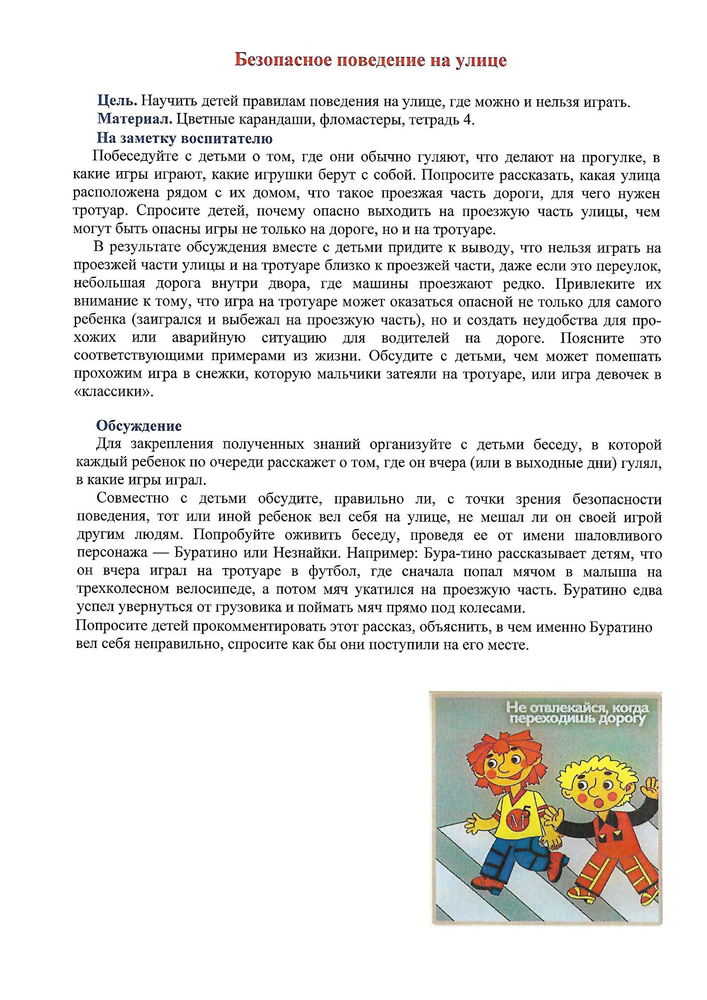 Безопасное поведение на улице
Цель. Научить детей правилам поведения на улице, где можно и нельзя играть.
Материал. Цветные карандаши, фломастеры, тетрадь 4.
На заметку воспитателю
Побеседуйте с детьми о том, где они обычно гуляют, что делают на прогулке, в
какие игры играют, какие игрушки берут с собой. Попросите рассказать, какая улица
расположена рядом с их домом, что такое проезжая часть дороги, для чего нужен
тротуар. Спросите детей, почему опасно выходить на проезжую часть улицы, чем
могут быть опасны игры не только на дороге, но и на тротуаре.
В результате обсуждения вместе с детьми придите к выводу, что нельзя играть на
проезжей части улицы и на тротуаре близко к проезжей части, даже если это переулок,
небольшая дорога внутри двора, где машины проезжают редко. Привлеките их
внимание к тому, что игра на тротуаре может оказаться опасной не только для самого
ребенка (заигрался и выбежал на проезжую часть), но и создать неудобства для про-
хожих или аварийную ситуацию для водителей на дороге. Поясните это
соответствующими примерами из жизни. Обсудите с детьми, чем может помешать
прохожим игра в снежки, которую мальчики затеяли на тротуаре, или игра девочек в
«классики».
Обсуждение
Для закрепления полученных знаний организуйте с детьми беседу, в которой
каждый ребенок по очереди расскажет о том, где он вчера (или в выходные дни) гулял,
в какие игры играл.
Совместно с детьми обсудите, правильно ли, с точки зрения безопасности
поведения, тот или иной ребенок вел себя на улице, не мешал ли он своей игрой
другим людям. Попробуйте оживить беседу, проведя ее от имени шаловливого
персонажа — Буратино или Незнайки. Например: Бура-тино рассказывает детям, что
он вчера играл на тротуаре в футбол, где сначала попал мячом в малыша на
трехколесном велосипеде, а потом мяч укатился на проезжую часть. Буратино едва
успел увернуться от грузовика и поймать мяч прямо под колесами.
Попросите детей прокомментировать этот рассказ, объяснить, в чем именно Буратино
вел себя неправильно, спросите как бы они поступили на его месте.
Не отвлекайся, когда
переходишь дорогу
М5